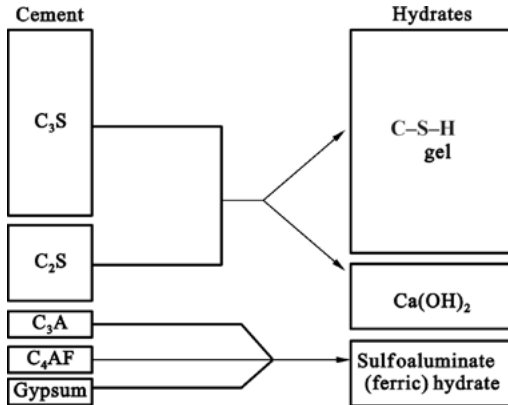 Cement
Hydrates
C₃S
C–S–H
gel
C₂S
Ca(OH)₂
C₃A
C₄AF
Gypsum
Sulfoaluminate
(ferric) hydrate